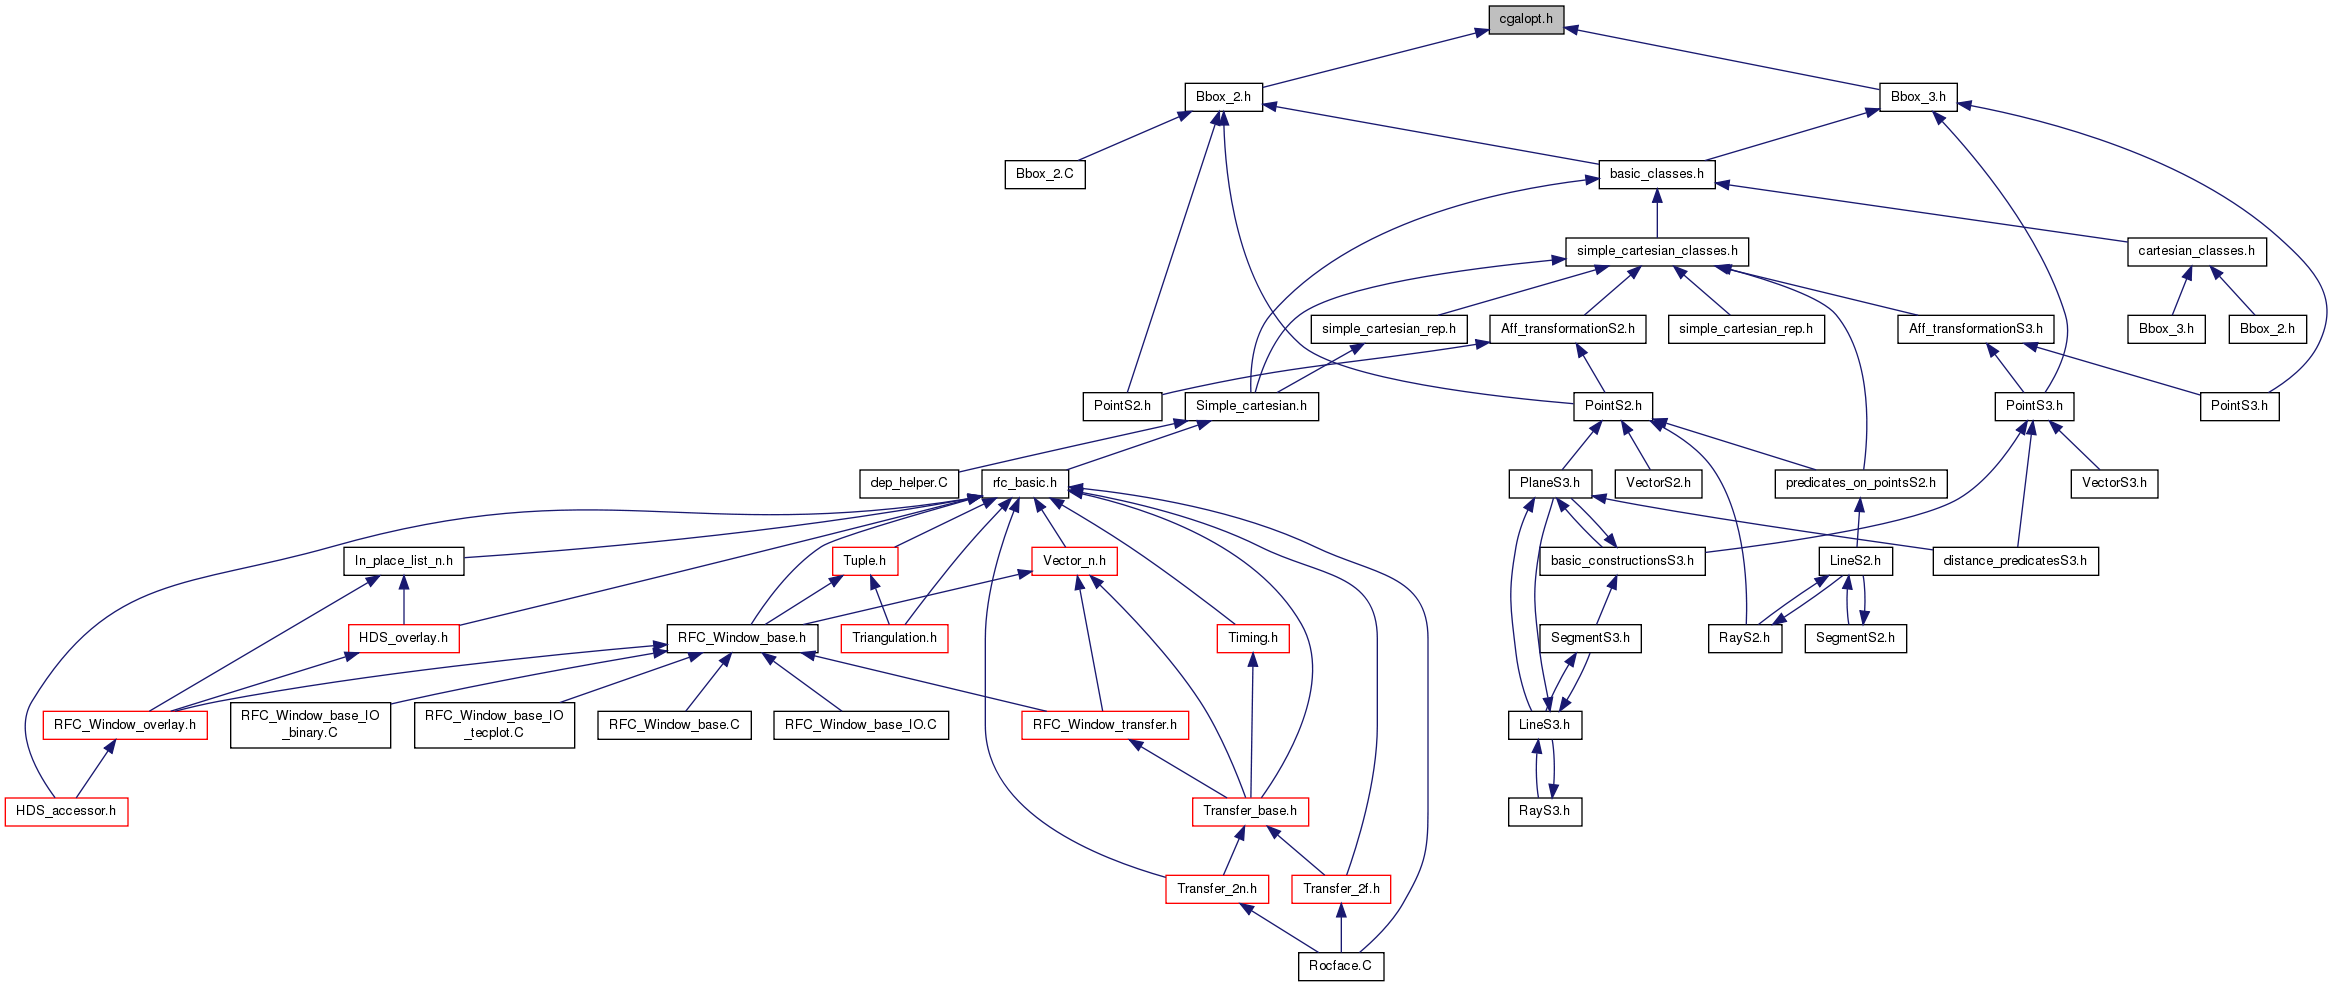 cgalopt.h
Bbox_2.h
Bbox_3.h
Bbox_2.C
basic_classes.h
simple_cartesian_classes.h
cartesian_classes.h
simple_cartesian_rep.h
Aff_transformationS2.h
simple_cartesian_rep.h
Aff_transformationS3.h
Bbox_3.h
Bbox_2.h
PointS2.h
Simple_cartesian.h
PointS2.h
PointS3.h
PointS3.h
dep_helper.C
rfc_basic.h
PlaneS3.h
VectorS2.h
predicates_on_pointsS2.h
VectorS3.h
In_place_list_n.h
Tuple.h
Vector_n.h
basic_constructionsS3.h
LineS2.h
distance_predicatesS3.h
HDS_overlay.h
RFC_Window_base.h
Triangulation.h
Timing.h
SegmentS3.h
RayS2.h
SegmentS2.h
RFC_Window_overlay.h
RFC_Window_base_IO
_binary.C
RFC_Window_base_IO
_tecplot.C
RFC_Window_base.C
RFC_Window_base_IO.C
RFC_Window_transfer.h
LineS3.h
HDS_accessor.h
Transfer_base.h
RayS3.h
Transfer_2n.h
Transfer_2f.h
Rocface.C